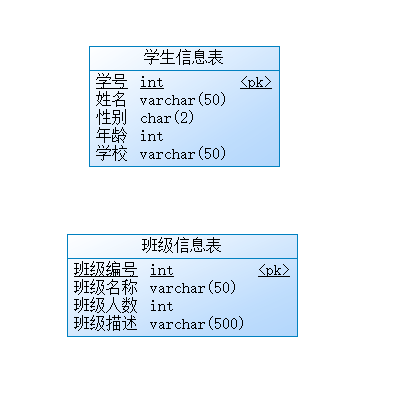 学生信息表
学号 int <pk>
姓名 varchar(50)
性别 char(2)
年龄 int
学校 varchar(50)
班级信息表
班级编号 int <pk>
班级名称 varchar(50)
班级人数 int
班级描述 varchar(500)